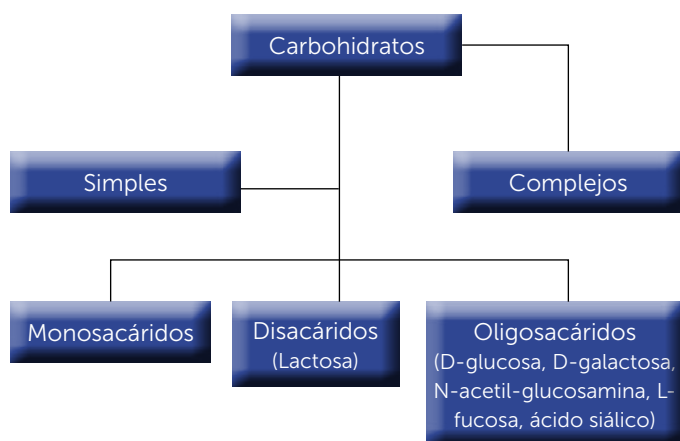 Carbohidratos
Simples
Complejos
Monosacáridos
Disacáridos
(Lactosa)
Oligosacáridos
(D-glucosa, D-galactosa,
N-acetil-glucosamina, L-
fucosa, ácido siálico)